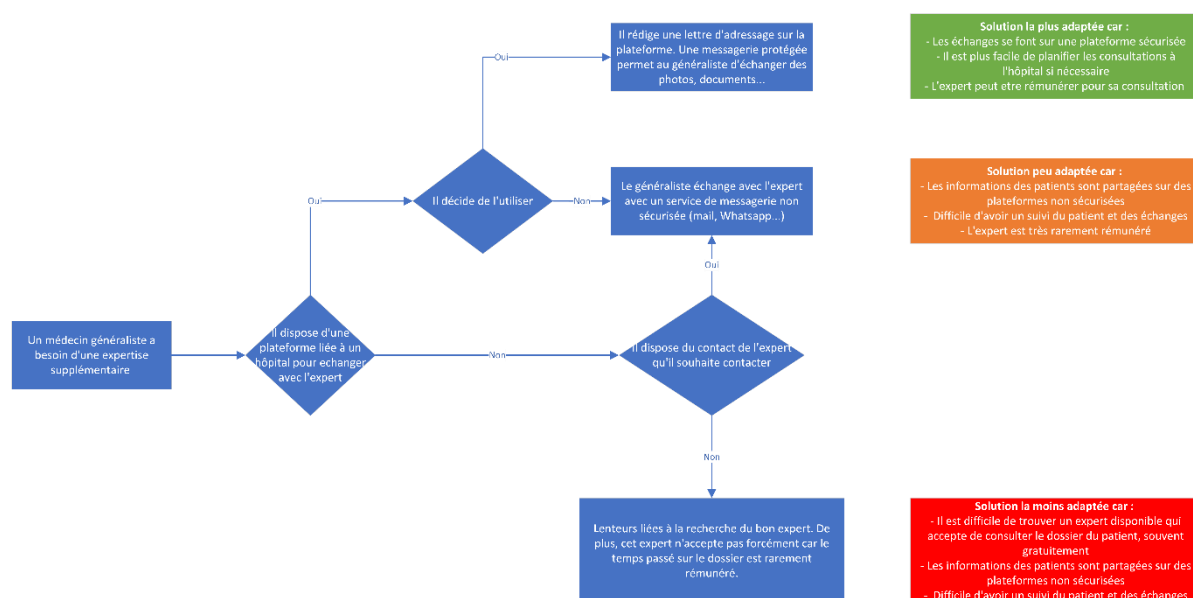 Il rédige une lettre d'adressage sur la
plateforme. Une messagerie protégée
permet au généraliste d'échanger des
photos, documents...
Solution la plus adaptée car :
- Les échanges se font sur une plateforme sécurisée
- Il est plus facile de planifier les consultations à
l'hôpital si nécessaire
- L'expert peut etre rémunérer pour sa consultation
Oui
Oui
Il décide de l'utiliser
Non
Le généraliste échange avec l'expert
avec un service de messagerie non
sécurisée (mail, Whatsapp...)
Solution peu adaptée car :
- Les informations des patients sont partagées sur des
plateformes non sécurisées
- Difficile d'avoir un suivi du patient et des échanges
- L'expert est très rarement rémunéré
Oui
Un médecin généraliste a
besoin d'une expertise
supplémentaire
Il dispose d'une
plateforme liée à un
hôpital pour echanger
avec l'expert
Non
Il dispose du contact de l'expert
qu'il souhaite contacter
Non
Lenteurs liées à la recherche du bon expert. De
plus, cet expert n'accepte pas forcément car le
temps passé sur le dossier est rarement
rémunéré.
Solution la moins adaptée car :
- Il est difficile de trouver un expert disponible qui
accepte de consulter le dossier du patient, souvent
gratuitement
- Les informations des patients sont partagées sur des
plateformes non sécurisées
- Difficile d'avoir un suivi du patient et des échanges